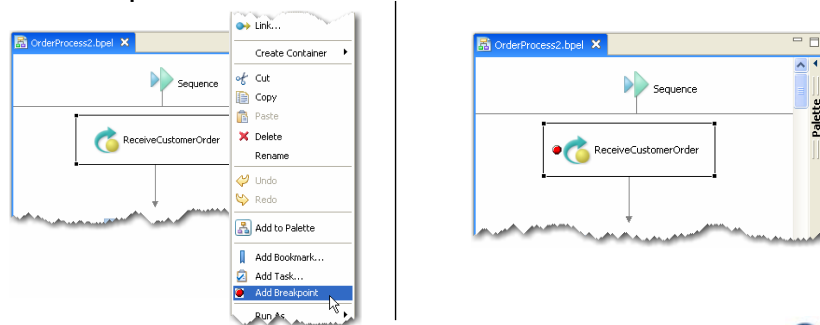 Link...
OrderProcess2.bpel
Create Container
Sequence
Cut
Copy
Paste
ReceiveCustomerOrder
Delete
Rename
Undo
Redo
Add to Palette
Add Bookmark...
Add Task...
Add Breakpoint
Run As
OrderProcess2.bpel
Sequence
Palette
ReceiveCustomerOrder